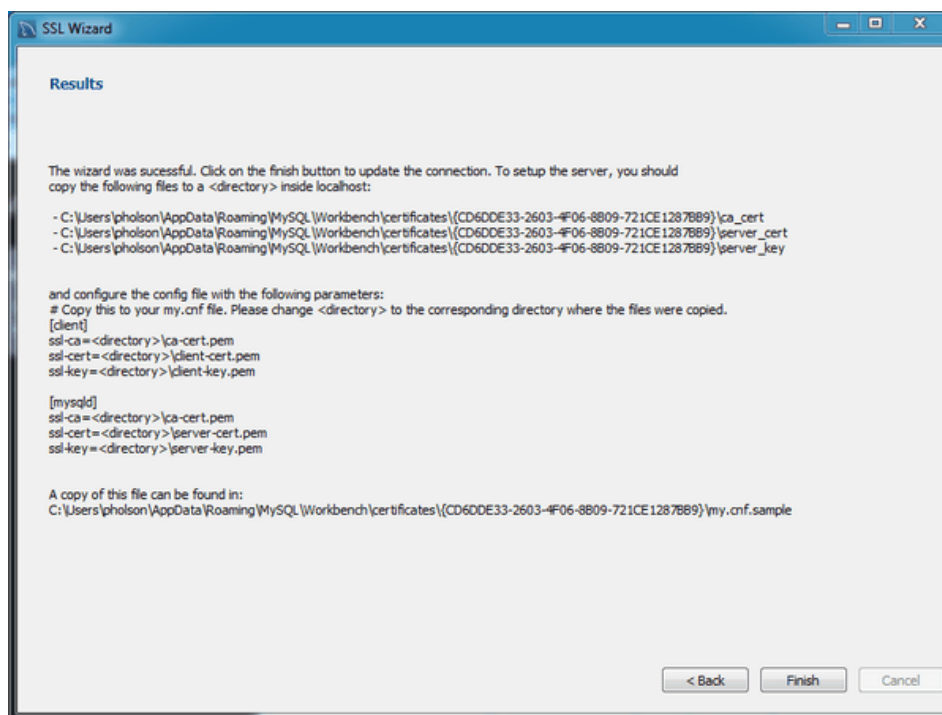 SSL Wizard
Results
The wizard was sucessful. Click on the finish button to update the connection. To setup the server, you should
copy the following files to a <directory> inside localhost:
- C:\Users\pholson\AppData\Roaming\MySQL\Workbench\certificates\{CD6DDE33-2603-4F06-8B09-721CE1287BB9}\ca_cert
- C:\Users\pholson\AppData\Roaming\MySQL\Workbench\certificates\{CD6DDE33-2603-4F06-8B09-721CE1287BB9}\server_cert
- C:\Users\pholson\AppData\Roaming\MySQL\Workbench\certificates\{CD6DDE33-2603-4F06-8B09-721CE1287BB9}\server_key
and configure the config file with the following parameters:
# Copy this to your my.cnf file. Please change <directory> to the corresponding directory where the files were copied.
[client]
ssl-ca=<directory>\ca-cert.pem
ssl-cert=<directory>\client-cert.pem
ssl-key=<directory>\client-key.pem
[mysqld]
ssl-ca=<directory>\ca-cert.pem
ssl-cert=<directory>\server-cert.pem
ssl-key=<directory>\server-key.pem
A copy of this file can be found in:
C:\Users\pholson\AppData\Roaming\MySQL\Workbench\certificates\{CD6DDE33-2603-4F06-8B09-721CE1287BB9}\my.cnf.sample
< Back Finish Cancel